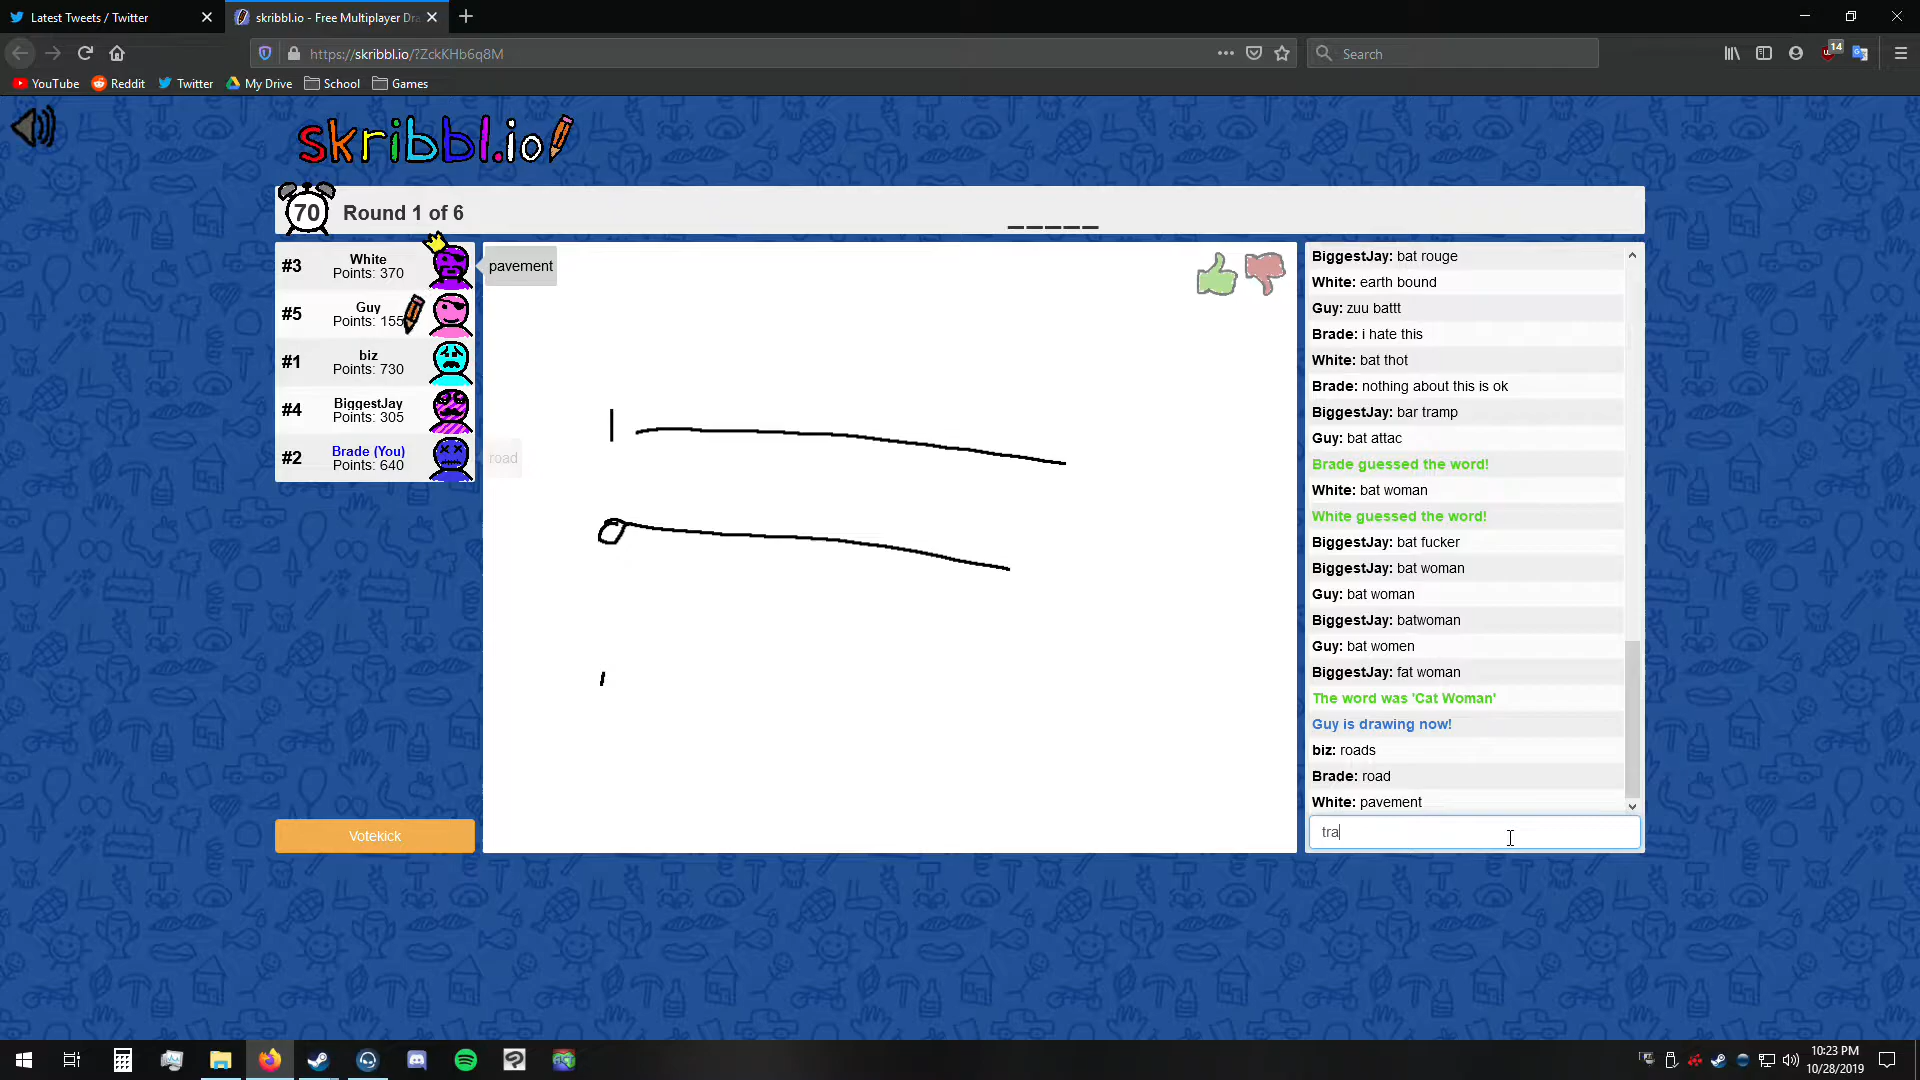 Latest Tweets / Twitter
skribbl.io - Free Multiplayer Dra
https://skribbl.io/?ZckKHb6q8M
Search
14
YouTube
Reddit
Twitter
My Drive
School
Games
skribbl.io
70
Round 1 of 6
_____
#3
White
Points: 370
#5
Guy
Points: 155
#1
biz
Points: 730
#4
BiggestJay
Points: 305
#2
Brade (You)
Points: 640
Votekick
pavement
road
BiggestJay: bat rouge
White: earth bound
Guy: zuu battt
Brade: i hate this
White: bat thot
Brade: nothing about this is ok
BiggestJay: bar tramp
Guy: bat attac
Brade guessed the word!
White: bat woman
White guessed the word!
BiggestJay: bat fucker
BiggestJay: bat woman
Guy: bat woman
BiggestJay: batwoman
Guy: bat women
BiggestJay: fat woman
The word was 'Cat Woman'
Guy is drawing now!
biz: roads
Brade: road
White: pavement
tra
10:23 PM
10/28/2019